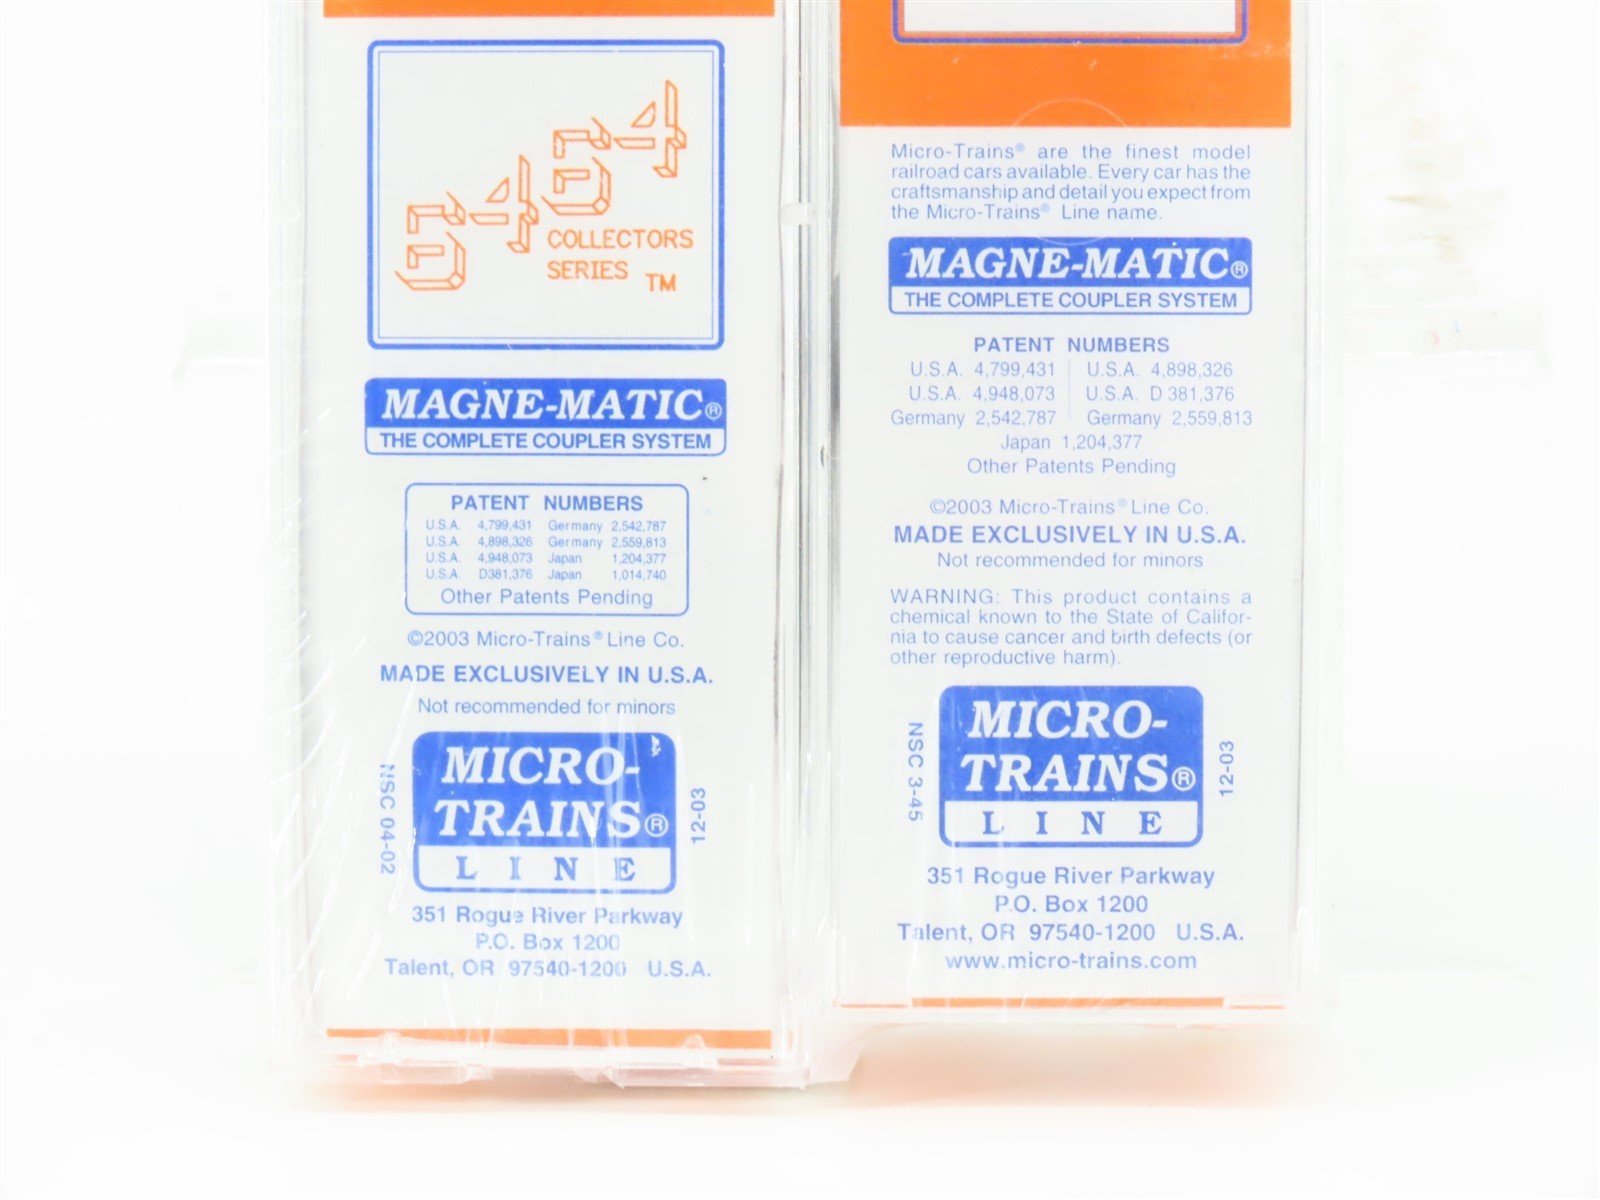 64 64
COLLECTORS
SERIES ™
MAGNE-MATIC®
THE COMPLETE COUPLER SYSTEM
PATENT NUMBERS
U.S.A. 4,799,431 Germany 2,542,787
U.S.A. 4,898,326 Germany 2,559,813
U.S.A. 4,948,073 Japan 1,204,377
U.S.A. D381,376 Japan 1,014,740
Other Patents Pending
©2003 Micro-Trains® Line Co.
MADE EXCLUSIVELY IN U.S.A.
Not recommended for minors
NSC 04-02
MICRO-
TRAINS®
LINE
12-03
351 Rogue River Parkway
P.O. Box 1200
Talent, OR 97540-1200 U.S.A.
Micro-Trains® are the finest model
railroad cars available. Every car has the
craftsmanship and detail you expect from
the Micro-Trains® Line name.
MAGNE-MATIC®
THE COMPLETE COUPLER SYSTEM
PATENT NUMBERS
U.S.A. 4,799,431 U.S.A. 4,898,326
U.S.A. 4,948,073 U.S.A. D 381,376
Germany 2,542,787 Germany 2,559,813
Japan 1,204,377
Other Patents Pending
©2003 Micro-Trains® Line Co.
MADE EXCLUSIVELY IN U.S.A.
Not recommended for minors
WARNING: This product contains a
chemical known to the State of Califor-
nia to cause cancer and birth defects (or
other reproductive harm).
NSC 3-45
MICRO-
TRAINS®
LINE
12-03
351 Rogue River Parkway
P.O. Box 1200
Talent, OR 97540-1200 U.S.A.
www.micro-trains.com